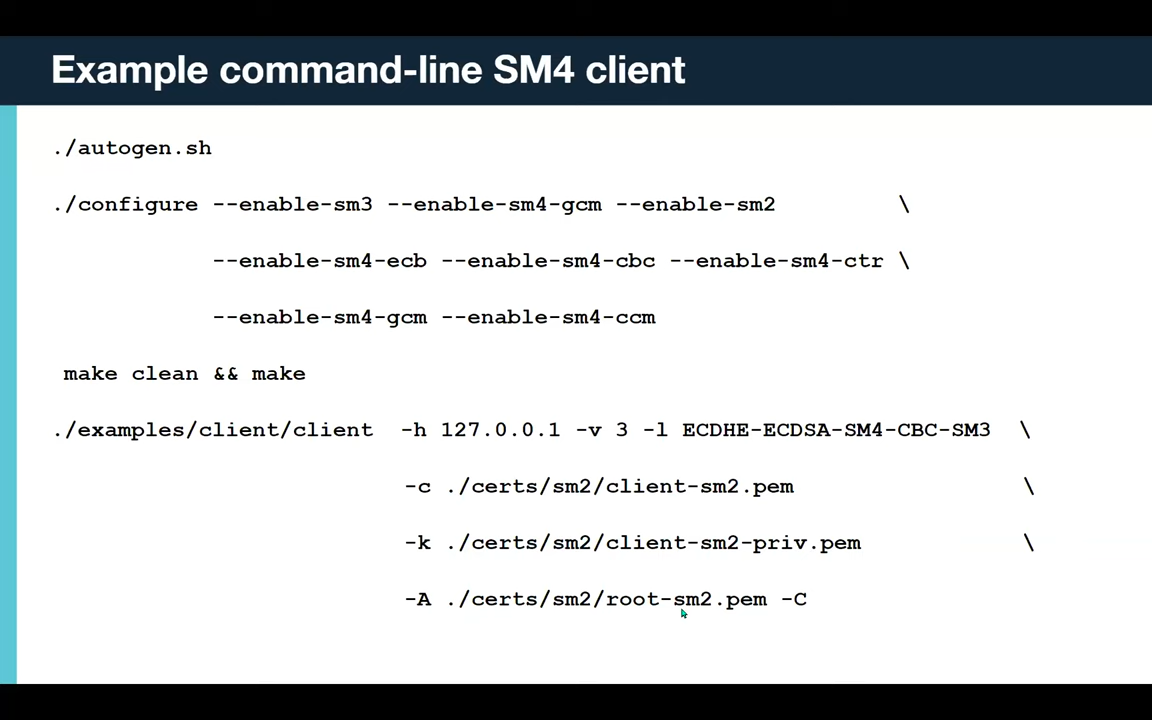 Example command-line SM4 client
./autogen.sh
./configure --enable-sm3 --enable-sm4-gcm --enable-sm2 \
--enable-sm4-ecb --enable-sm4-cbc --enable-sm4-ctr \
--enable-sm4-gcm --enable-sm4-ccm
make clean && make
./examples/client/client -h 127.0.0.1 -v 3 -l ECDHE-ECDSA-SM4-CBC-SM3 \
-c ./certs/sm2/client-sm2.pem \
-k ./certs/sm2/client-sm2-priv.pem \
-A ./certs/sm2/root-sm2.pem -C